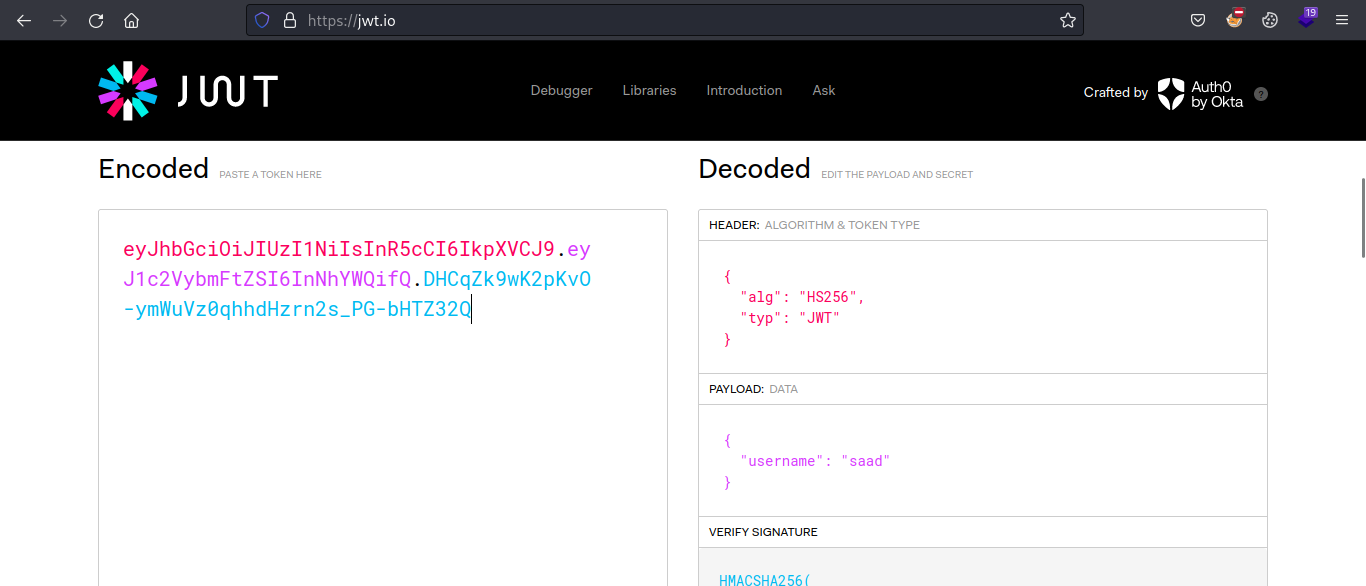 https://jwt.io
19
JWT
Debugger
Libraries
Introduction
Ask
Crafted by
Auth0
by Okta
?
Encoded PASTE A TOKEN HERE
eyJhbGciOiJIUzI1NiIsInR5cCI6IkpXVCJ9.ey
J1c2VybmFtZSI6InNhYWQifQ.DHCqZk9wK2pKvO
-ymWuVz0qhhdHzrn2s_PG-bHTZ32Q
Decoded EDIT THE PAYLOAD AND SECRET
HEADER: ALGORITHM & TOKEN TYPE
{
"alg": "HS256",
"typ": "JWT"
}
PAYLOAD: DATA
{
"username": "saad"
}
VERIFY SIGNATURE
HMACSHA256(